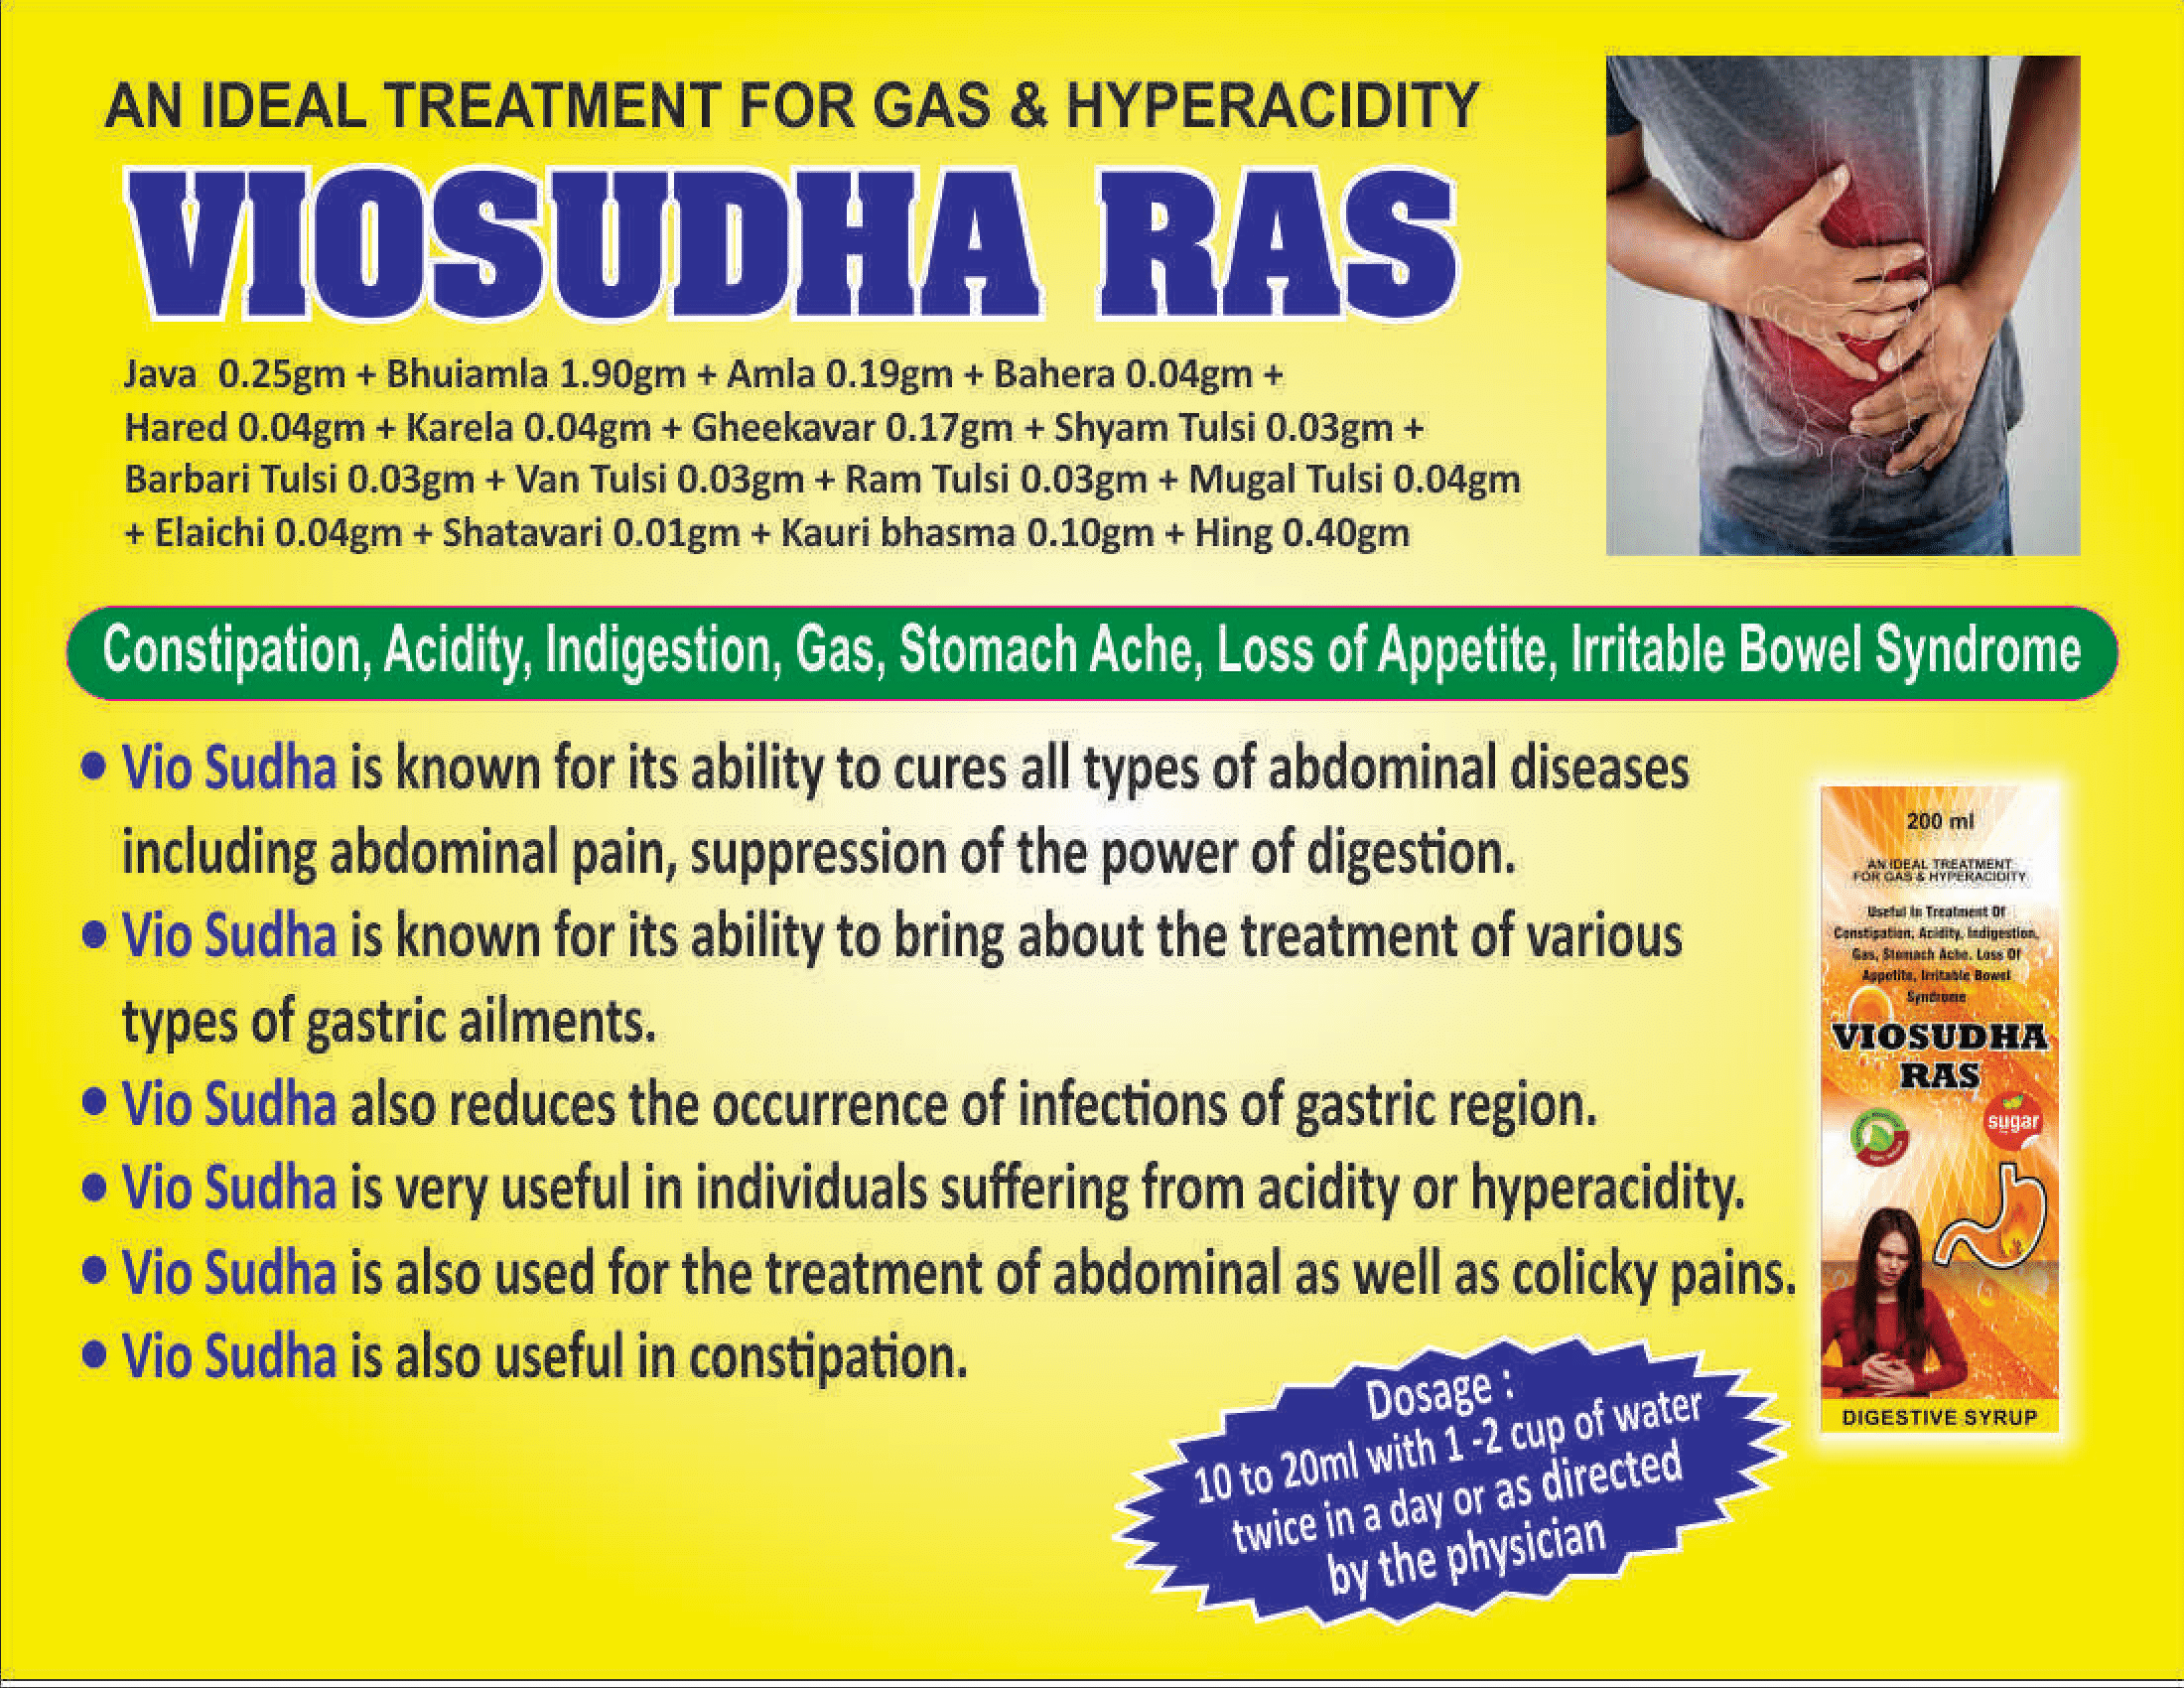 AN IDEAL TREATMENT FOR GAS & HYPERACIDITY
VIOSUDHA RAS
Java 0.25gm + Bhuiamla 1.90gm + Amla 0.19gm + Bahera 0.04gm +
Hared 0.04gm + Karela 0.04gm + Gheekavar 0.17gm + Shyam Tulsi 0.03gm +
Barbari Tulsi 0.03gm + Van Tulsi 0.03gm + Ram Tulsi 0.03gm + Mugal Tulsi 0.04gm
+ Elaichi 0.04gm + Shatavari 0.01gm + Kauri bhasma 0.10gm + Hing 0.40gm
Constipation, Acidity, Indigestion, Gas, Stomach Ache, Loss of Appetite, Irritable Bowel Syndrome
• Vio Sudha is known for its ability to cures all types of abdominal diseases
including abdominal pain, suppression of the power of digestion.
• Vio Sudha is known for its ability to bring about the treatment of various
types of gastric ailments.
• Vio Sudha also reduces the occurrence of infections of gastric region.
• Vio Sudha is very useful in individuals suffering from acidity or hyperacidity.
• Vio Sudha is also used for the treatment of abdominal as well as colicky pains.
• Vio Sudha is also useful in constipation.
Dosage :
10 to 20ml with 1 -2 cup of water
twice in a day or as directed
by the physician
200 ml
AN IDEAL TREATMENT
FOR GAS & HYPERACIDITY
Useful In Treatment Of
Constipation, Acidity, Indigestion,
Gas, Stomach Ache, Loss Of
Appetite, Irritable Bowel
Syndrome
VIOSUDHA
RAS
sugar
DIGESTIVE SYRUP